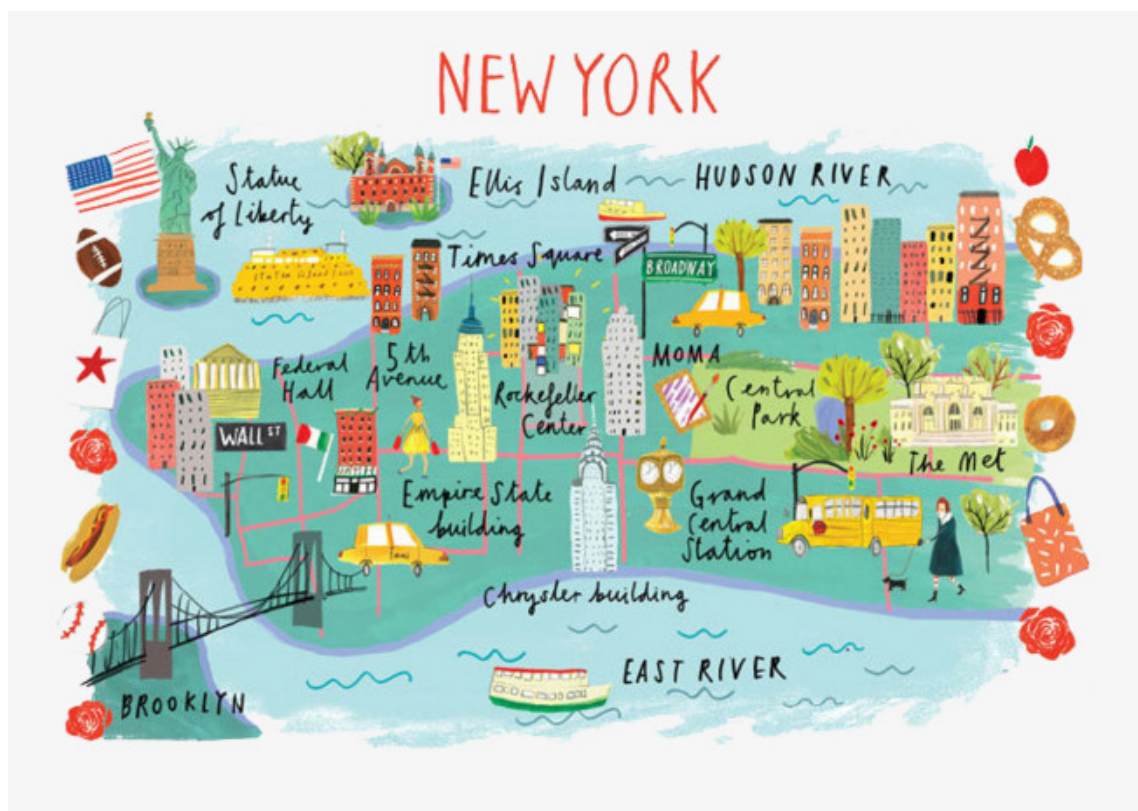 NEW YORK
Statue
of Liberty
Ellis Island
HUDSON RIVER
Times Square
BROADWAY
Federal
Hall
5th
Avenue
Rockefeller
Center
MOMA
Central
Park
WALL ST
The Met
Empire State
building
Grand
Central
Station
taxi
Chrysler building
EAST RIVER
BROOKLYN